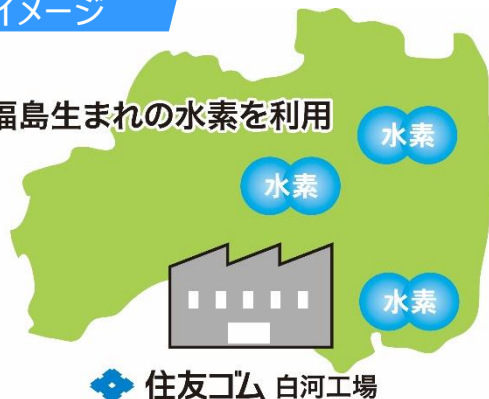 イメージ
福島生まれの水素を利用
水素
水素
水素
住友ゴム 白河工場